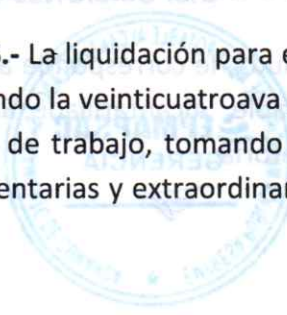 .- La liquidación para e
ndo la veinticuatroava
de trabajo, tomando
entarias y extraordinar